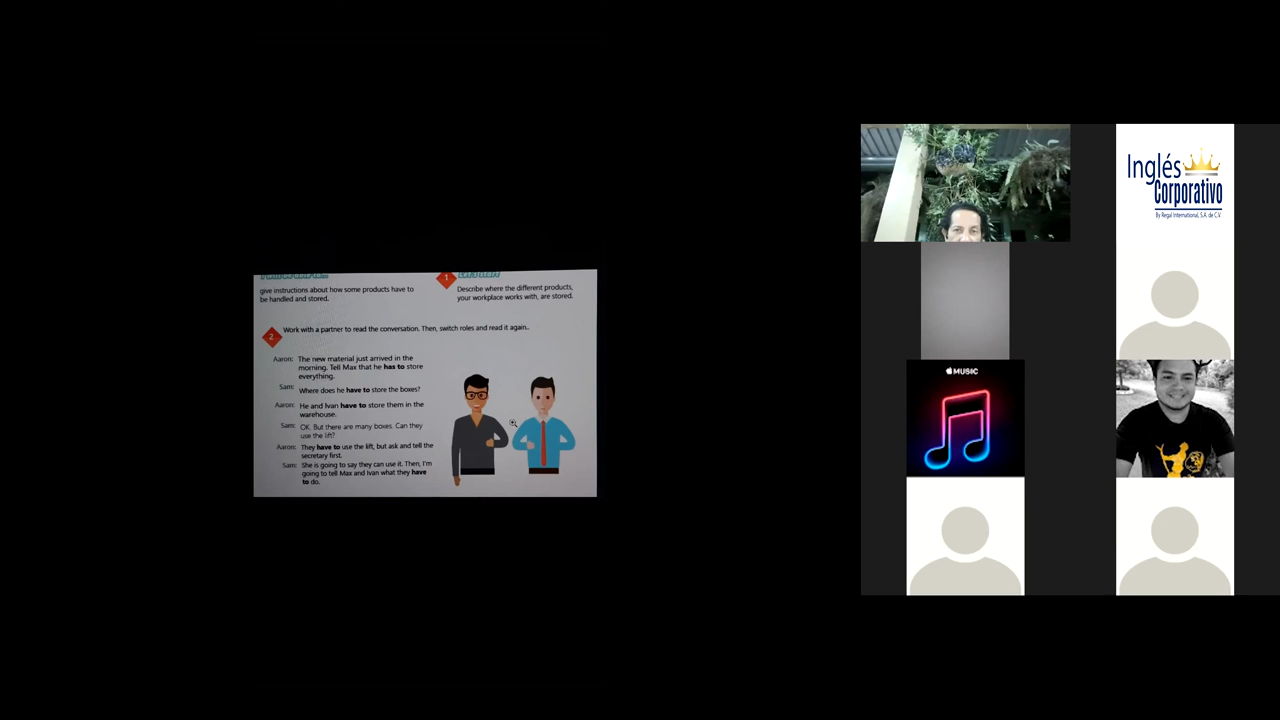 give instructions about how some products have to
be handled and stored.
1
Describe where the different products,
your workplace works with, are stored.
2
Work with a partner to read the conversation. Then, switch roles and read it again..
Aaron: The new material just arrived in the
morning. Tell Max that he has to store
everything.
Sam: Where does he have to store the boxes?
Aaron: He and Ivan have to store them in the
warehouse.
Sam: OK. But there are many boxes. Can they
use the lift?
Aaron: They have to use the lift, but ask and tell the
secretary first.
Sam: She is going to say they can use it. Then, I'm
going to tell Max and Ivan what they have
to do.
Inglés
Corporativo
By Regal International, S.A. de C.V.
MUSIC